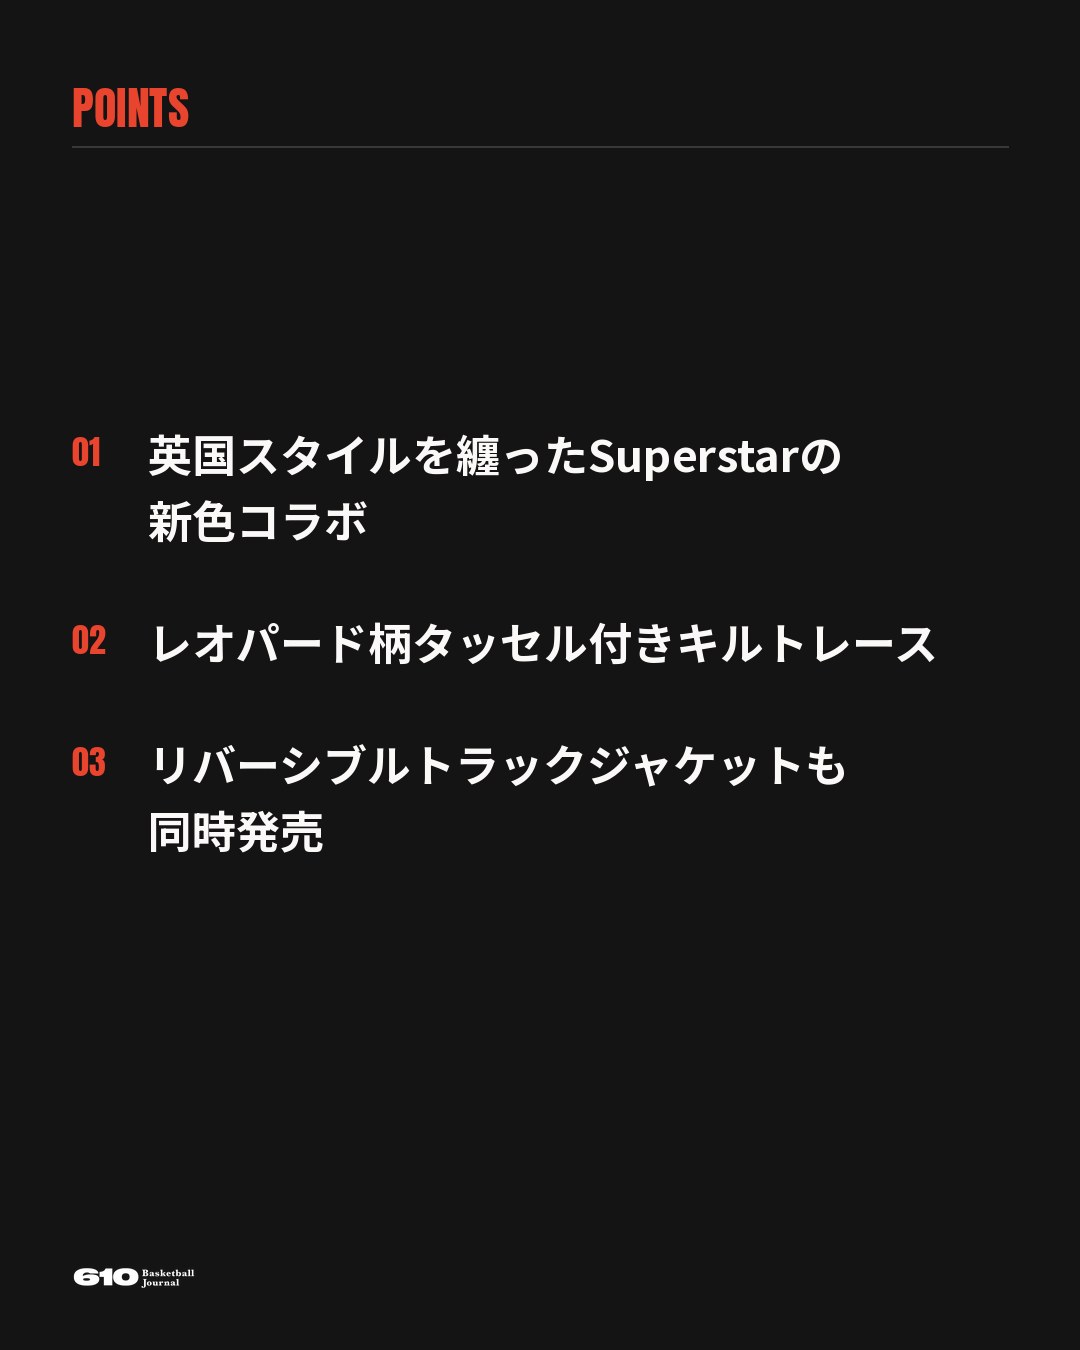 POINTS
01 英国スタイルを纏ったSuperstarの
新色コラボ
02 レオパード柄タッセル付きキルトレース
03 リバーシブルトラックジャケットも
同時発売
610 Basketball
Journal